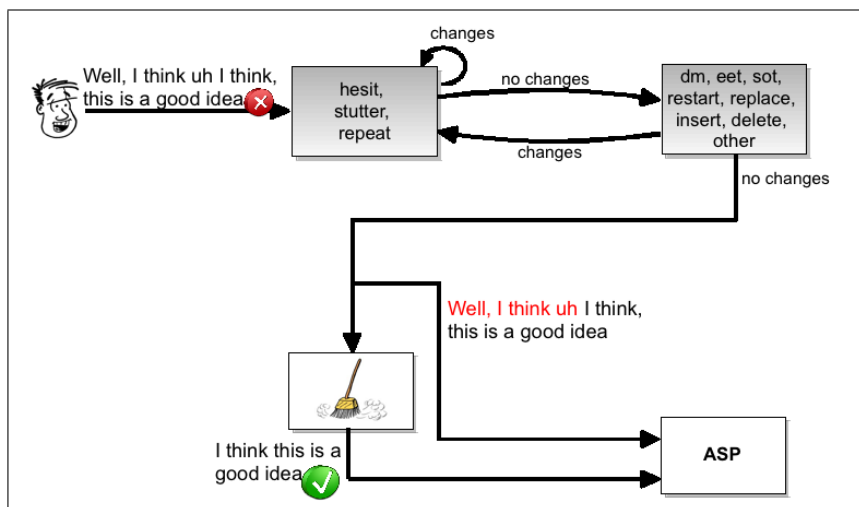 changes
Well, I think uh I think,
this is a good idea
hesit,
stutter,
repeat
no changes
dm, eet, sot,
restart, replace,
insert, delete,
other
changes
no changes
Well, I think uh I think,
this is a good idea
I think this is a
good idea
ASP